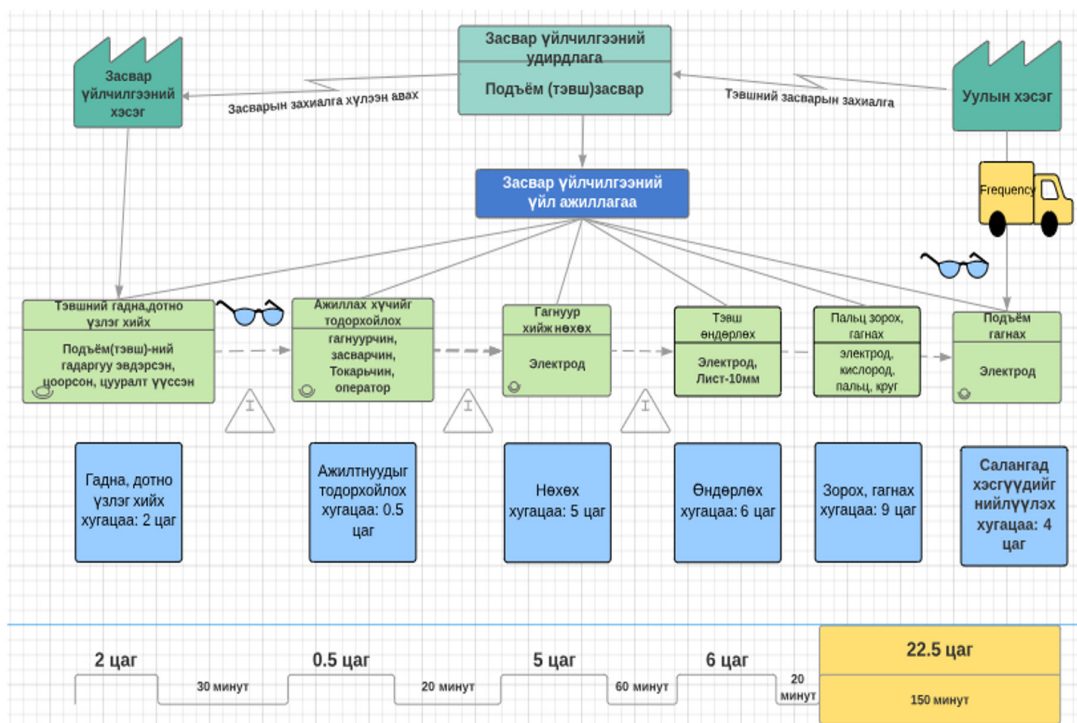 Засвар
үйлчилгээний
хэсэг
Засварын захиалга хүлээн авах
Засвар үйлчилгээний
удирдлага
Подъём (тэвш)засвар
Тэвшний засварын захиалга
Уулын хэсэг
Засвар үйлчилгээний
үйл ажиллагаа
Frequency
Тэвшний гадна,дотно
үзлэг хийх
Подъём(тэвш)-ний
гадаргуу эвдэрсэн,
цоорсон, цууралт үүссэн
Ажиллах хүчийг
тодорхойлох
гагнуурчин,
засварчин,
Токарьчин,
оператор
Гагнуур
хийж нөхөх
Электрод
Тэвш
өндөрлөх
Электрод,
Лист-10мм
Пальц зорох,
гагнах
электрод,
кислород,
пальц, круг
Подъём
гагнах
Электрод
I
I
I
Гадна, дотно
үзлэг хийх
хугацаа: 2 цаг
Ажилтнуудыг
тодорхойлох
хугацаа: 0.5
цаг
Нөхөх
хугацаа: 5 цаг
Өндөрлөх
хугацаа: 6 цаг
Зорох, гагнах
хугацаа: 9 цаг
Салангад
хэсгүүдийг
нийлүүлэх
хугацаа: 4
цаг
2 цаг
30 минут
0.5 цаг
20 минут
5 цаг
60 минут
6 цаг
20
минут
22.5 цаг
150 минут